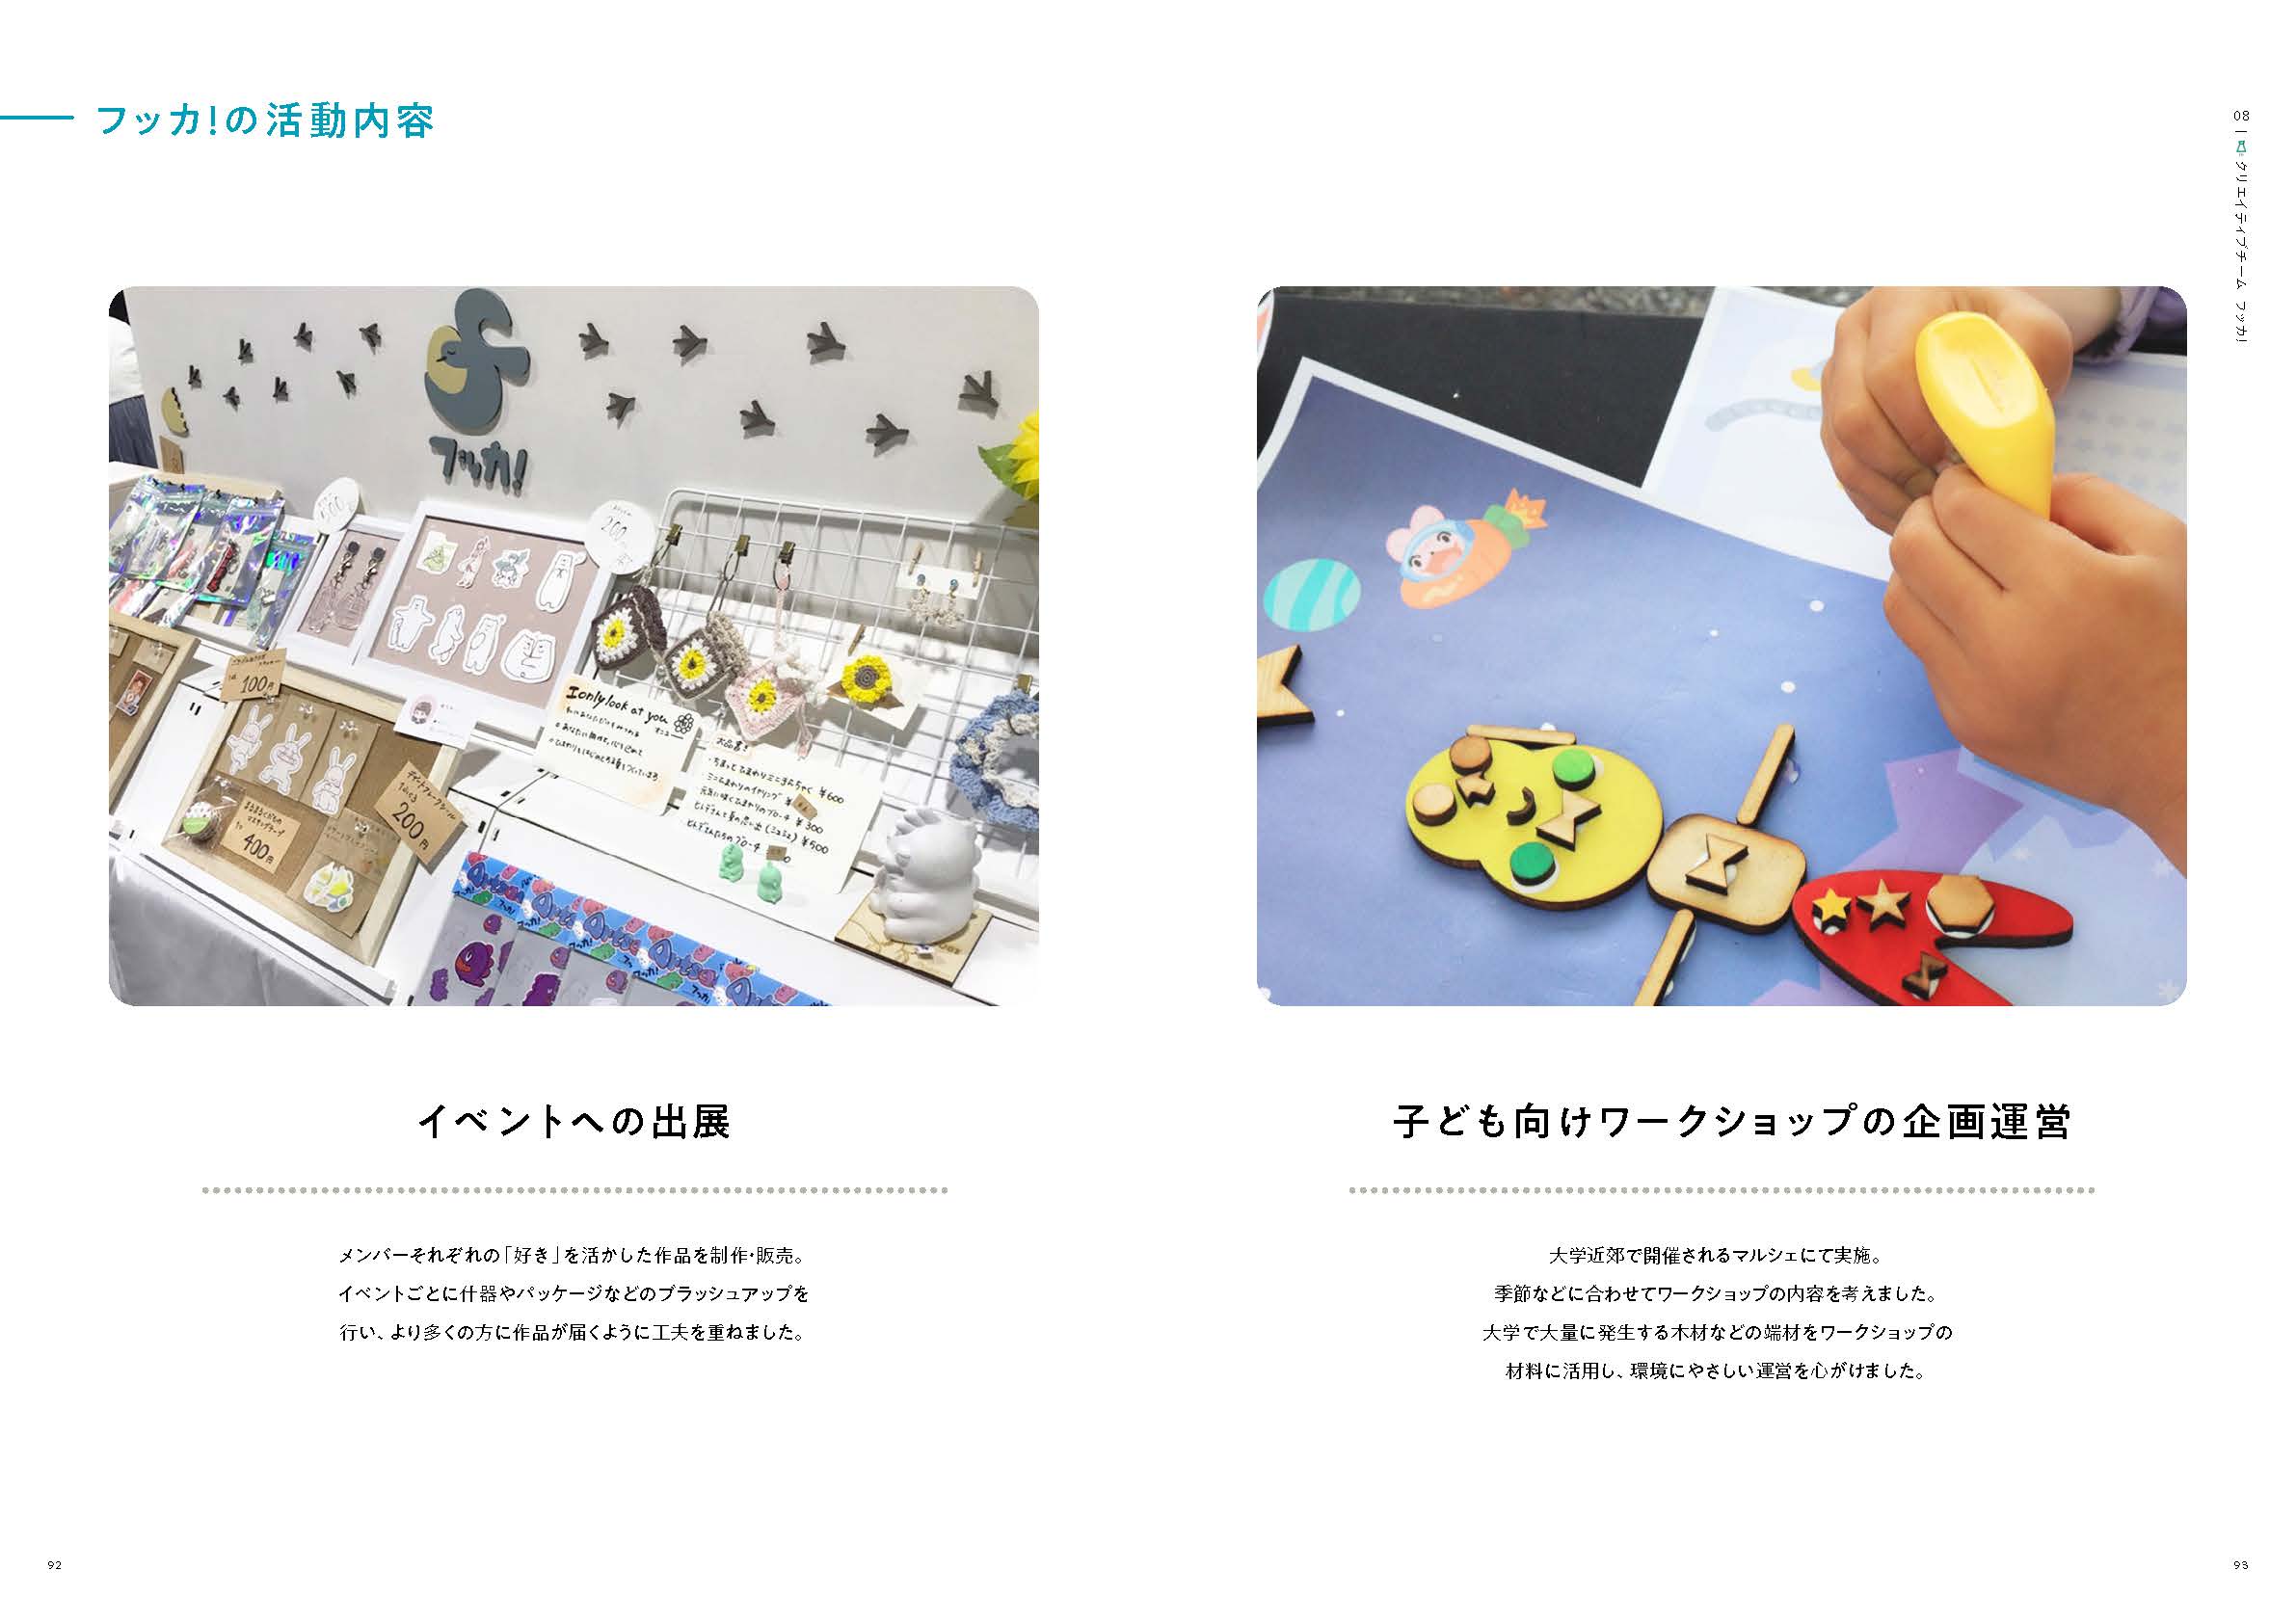 フッカ!の活動内容
フッカ!
200
I only look at you
¥600
¥300
¥500
100円
200円
400円
イベントへの出展
メンバーそれぞれの「好き」を活かした作品を制作・販売。
イベントごとに什器やパッケージなどのブラッシュアップを
行い、より多くの方に作品が届くように工夫を重ねました。
92
08 | クリエイティブチーム フッカ!
子ども向けワークショップの企画運営
大学近郊で開催されるマルシェにて実施。
季節などに合わせてワークショップの内容を考えました。
大学で大量に発生する木材などの端材をワークショップの
材料に活用し、環境にやさしい運営を心がけました。
93